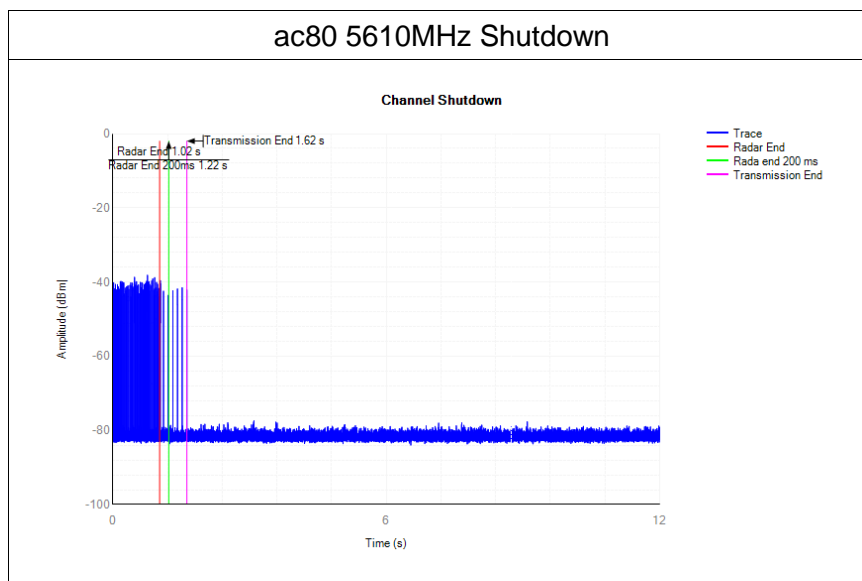 ac80 5610MHz Shutdown
Channel Shutdown
Transmission End 1.62 s
Radar End 1.02 s
Radar End 200ms 1.22 s
Trace
Radar End
Rada end 200 ms
Transmission End
0
-20
-40
-60
-80
-100
Amplitude (dBm)
0
6
12
Time (s)